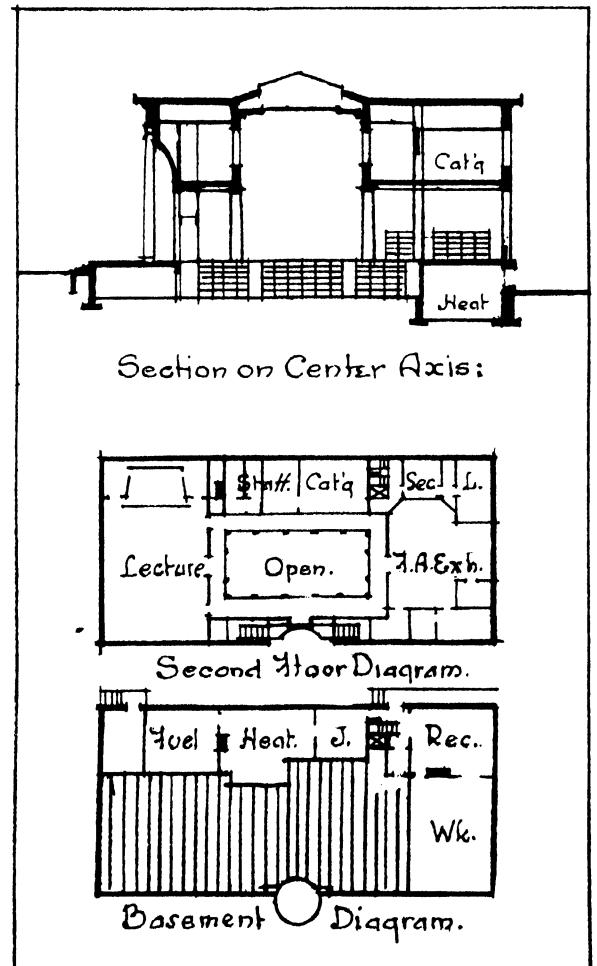 Cat'g
Heat
Section on Center Axis:
Staff. Cat'g Sec L.
Lecture Open. F.A.Exh.
Second Floor Diagram.
Fuel Heat. J. Rec.
Wk.
Basement Diagram.